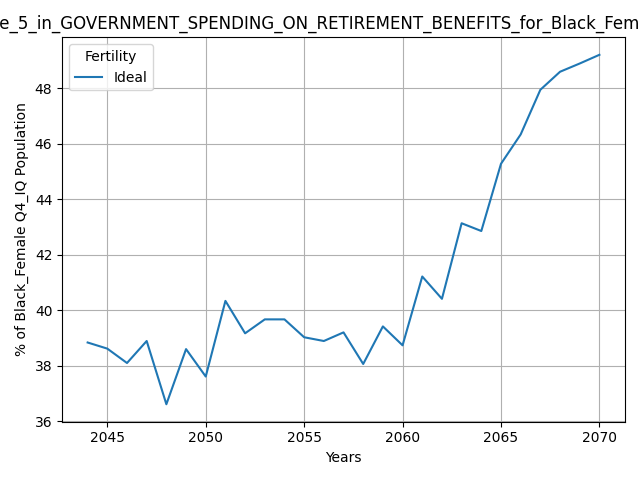 e_5_in_GOVERNMENT_SPENDING_ON_RETIREMENT_BENEFITS_for_Black_Fem
Fertility
Ideal
48
46
44
42
40
38
36
% of Black_Female Q4_IQ Population
2045
2050
2055
2060
2065
2070
Years